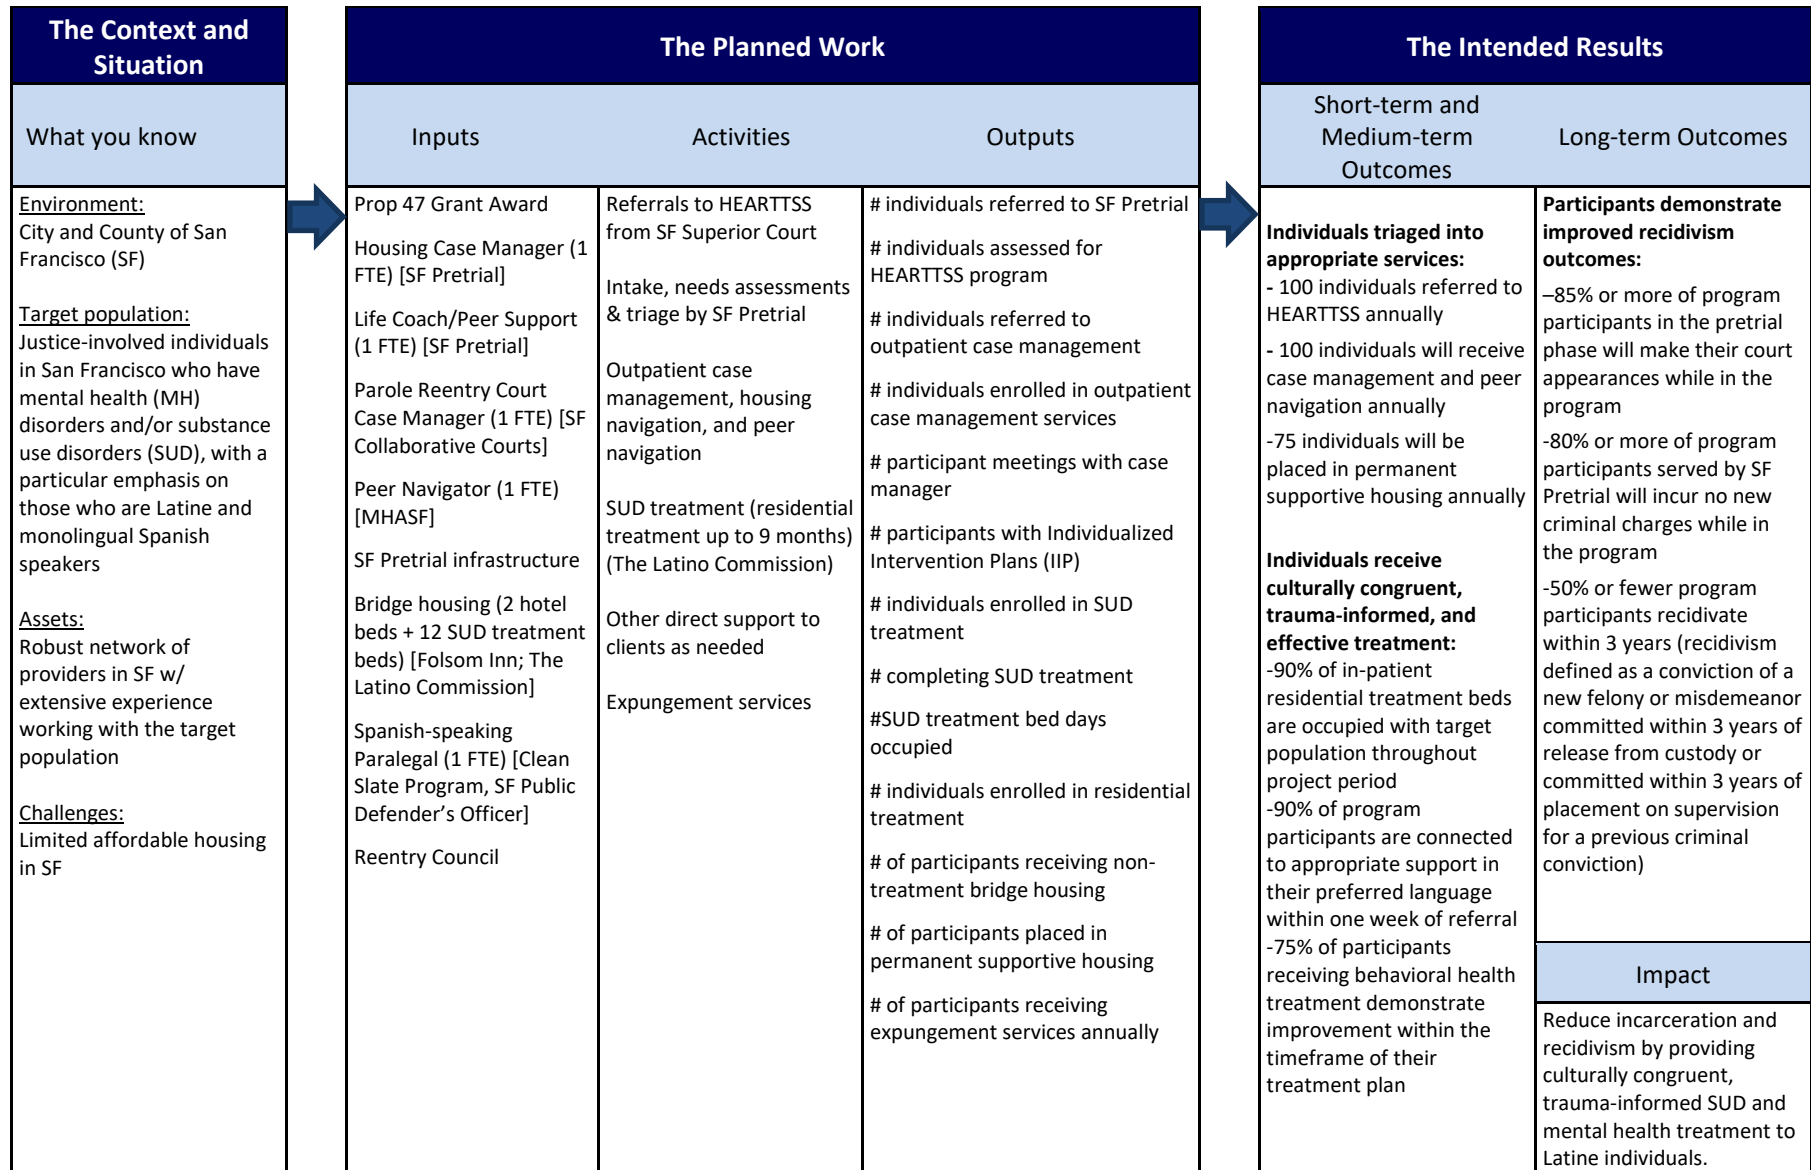 The Context and
Situation
What you know
Environment:
City and County of San
Francisco (SF)
Target population:
Justice-involved individuals
in San Francisco who have
mental health (MH)
disorders and/or substance
use disorders (SUD), with a
particular emphasis on
those who are Latine and
monolingual Spanish
speakers
Assets:
Robust network of
providers in SF w/
extensive experience
working with the target
population
Challenges:
Limited affordable housing
in SF
The Planned Work
Inputs
Prop 47 Grant Award
Housing Case Manager (1
FTE) [SF Pretrial]
Life Coach/Peer Support
(1 FTE) [SF Pretrial]
Parole Reentry Court
Case Manager (1 FTE) [SF
Collaborative Courts]
Peer Navigator (1 FTE)
[MHASF]
SF Pretrial infrastructure
Bridge housing (2 hotel
beds + 12 SUD treatment
beds) [Folsom Inn; The
Latino Commission]
Spanish-speaking
Paralegal (1 FTE) [Clean
Slate Program, SF Public
Defender’s Officer]
Reentry Council
Activities
Referrals to HEARTTSS
from SF Superior Court
Intake, needs assessments
& triage by SF Pretrial
Outpatient case
management, housing
navigation, and peer
navigation
SUD treatment (residential
treatment up to 9 months)
(The Latino Commission)
Other direct support to
clients as needed
Expungement services
Outputs
# individuals referred to SF Pretrial
# individuals assessed for
HEARTTSS program
# individuals referred to
outpatient case management
# individuals enrolled in outpatient
case management services
# participant meetings with case
manager
# participants with Individualized
Intervention Plans (IIP)
# individuals enrolled in SUD
treatment
# completing SUD treatment
#SUD treatment bed days
occupied
# individuals enrolled in residential
treatment
# of participants receiving non-
treatment bridge housing
# of participants placed in
permanent supportive housing
# of participants receiving
expungement services annually
The Intended Results
Short-term and
Medium-term
Outcomes
Individuals triaged into
appropriate services:
- 100 individuals referred to
HEARTTSS annually
- 100 individuals will receive
case management and peer
navigation annually
-75 individuals will be
placed in permanent
supportive housing annually
Individuals receive
culturally congruent,
trauma-informed, and
effective treatment:
-90% of in-patient
residential treatment beds
are occupied with target
population throughout
project period
-90% of program
participants are connected
to appropriate support in
their preferred language
within one week of referral
-75% of participants
receiving behavioral health
treatment demonstrate
improvement within the
timeframe of their
treatment plan
Long-term Outcomes
Participants demonstrate
improved recidivism
outcomes:
–85% or more of program
participants in the pretrial
phase will make their court
appearances while in the
program
-80% or more of program
participants served by SF
Pretrial will incur no new
criminal charges while in
the program
-50% or fewer program
participants recidivate
within 3 years (recidivism
defined as a conviction of a
new felony or misdemeanor
committed within 3 years of
release from custody or
committed within 3 years of
placement on supervision
for a previous criminal
conviction)
Impact
Reduce incarceration and
recidivism by providing
culturally congruent,
trauma-informed SUD and
mental health treatment to
Latine individuals.